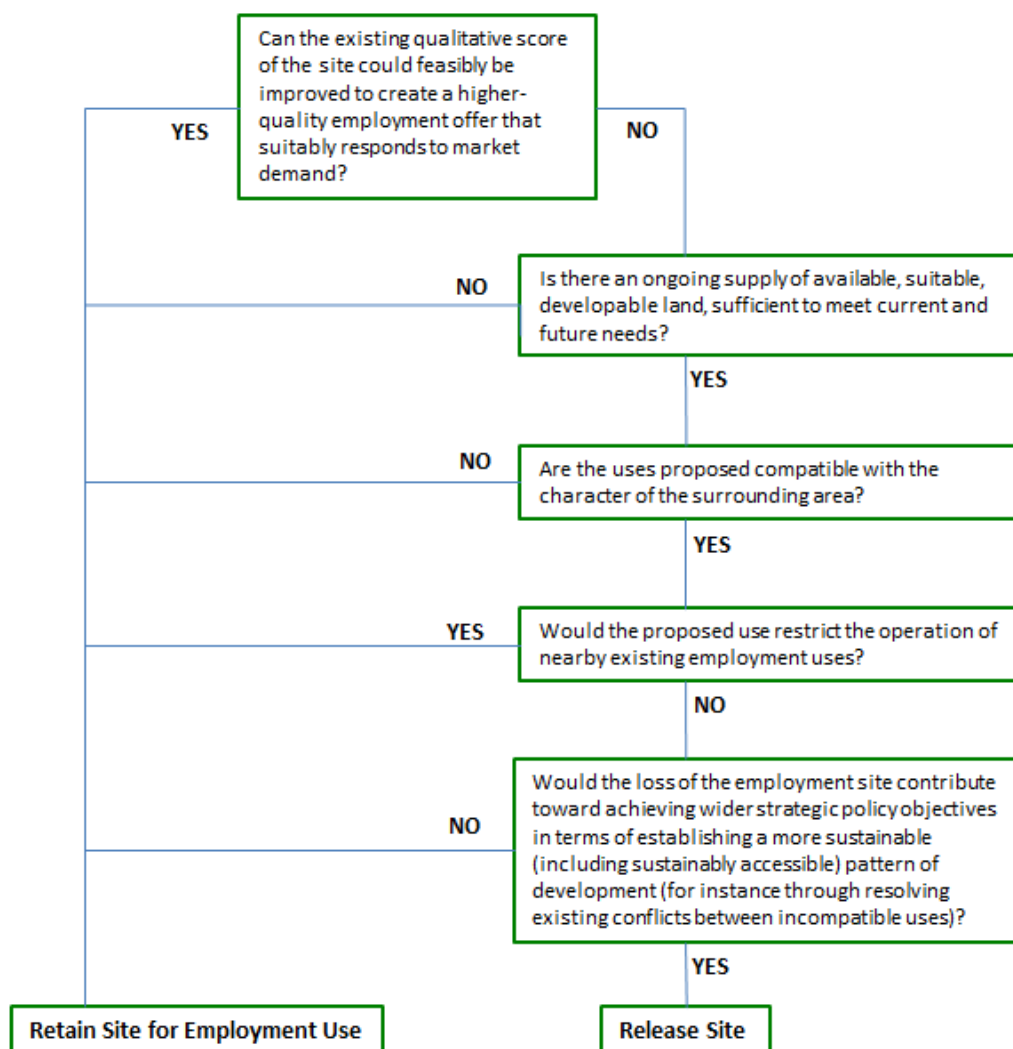 Can the existing qualitative score
of the site could feasibly be
improved to create a higher-
quality employment offer that
suitably responds to market
demand?
YES
NO
Is there an ongoing supply of available, suitable,
developable land, sufficient to meet current and
future needs?
NO
YES
Are the uses proposed compatible with the
character of the surrounding area?
NO
YES
Would the proposed use restrict the operation of
nearby existing employment uses?
YES
NO
Would the loss of the employment site contribute
toward achieving wider strategic policy objectives
in terms of establishing a more sustainable
(including sustainably accessible) pattern of
development (for instance through resolving
existing conflicts between incompatible uses)?
NO
YES
Retain Site for Employment Use
Release Site